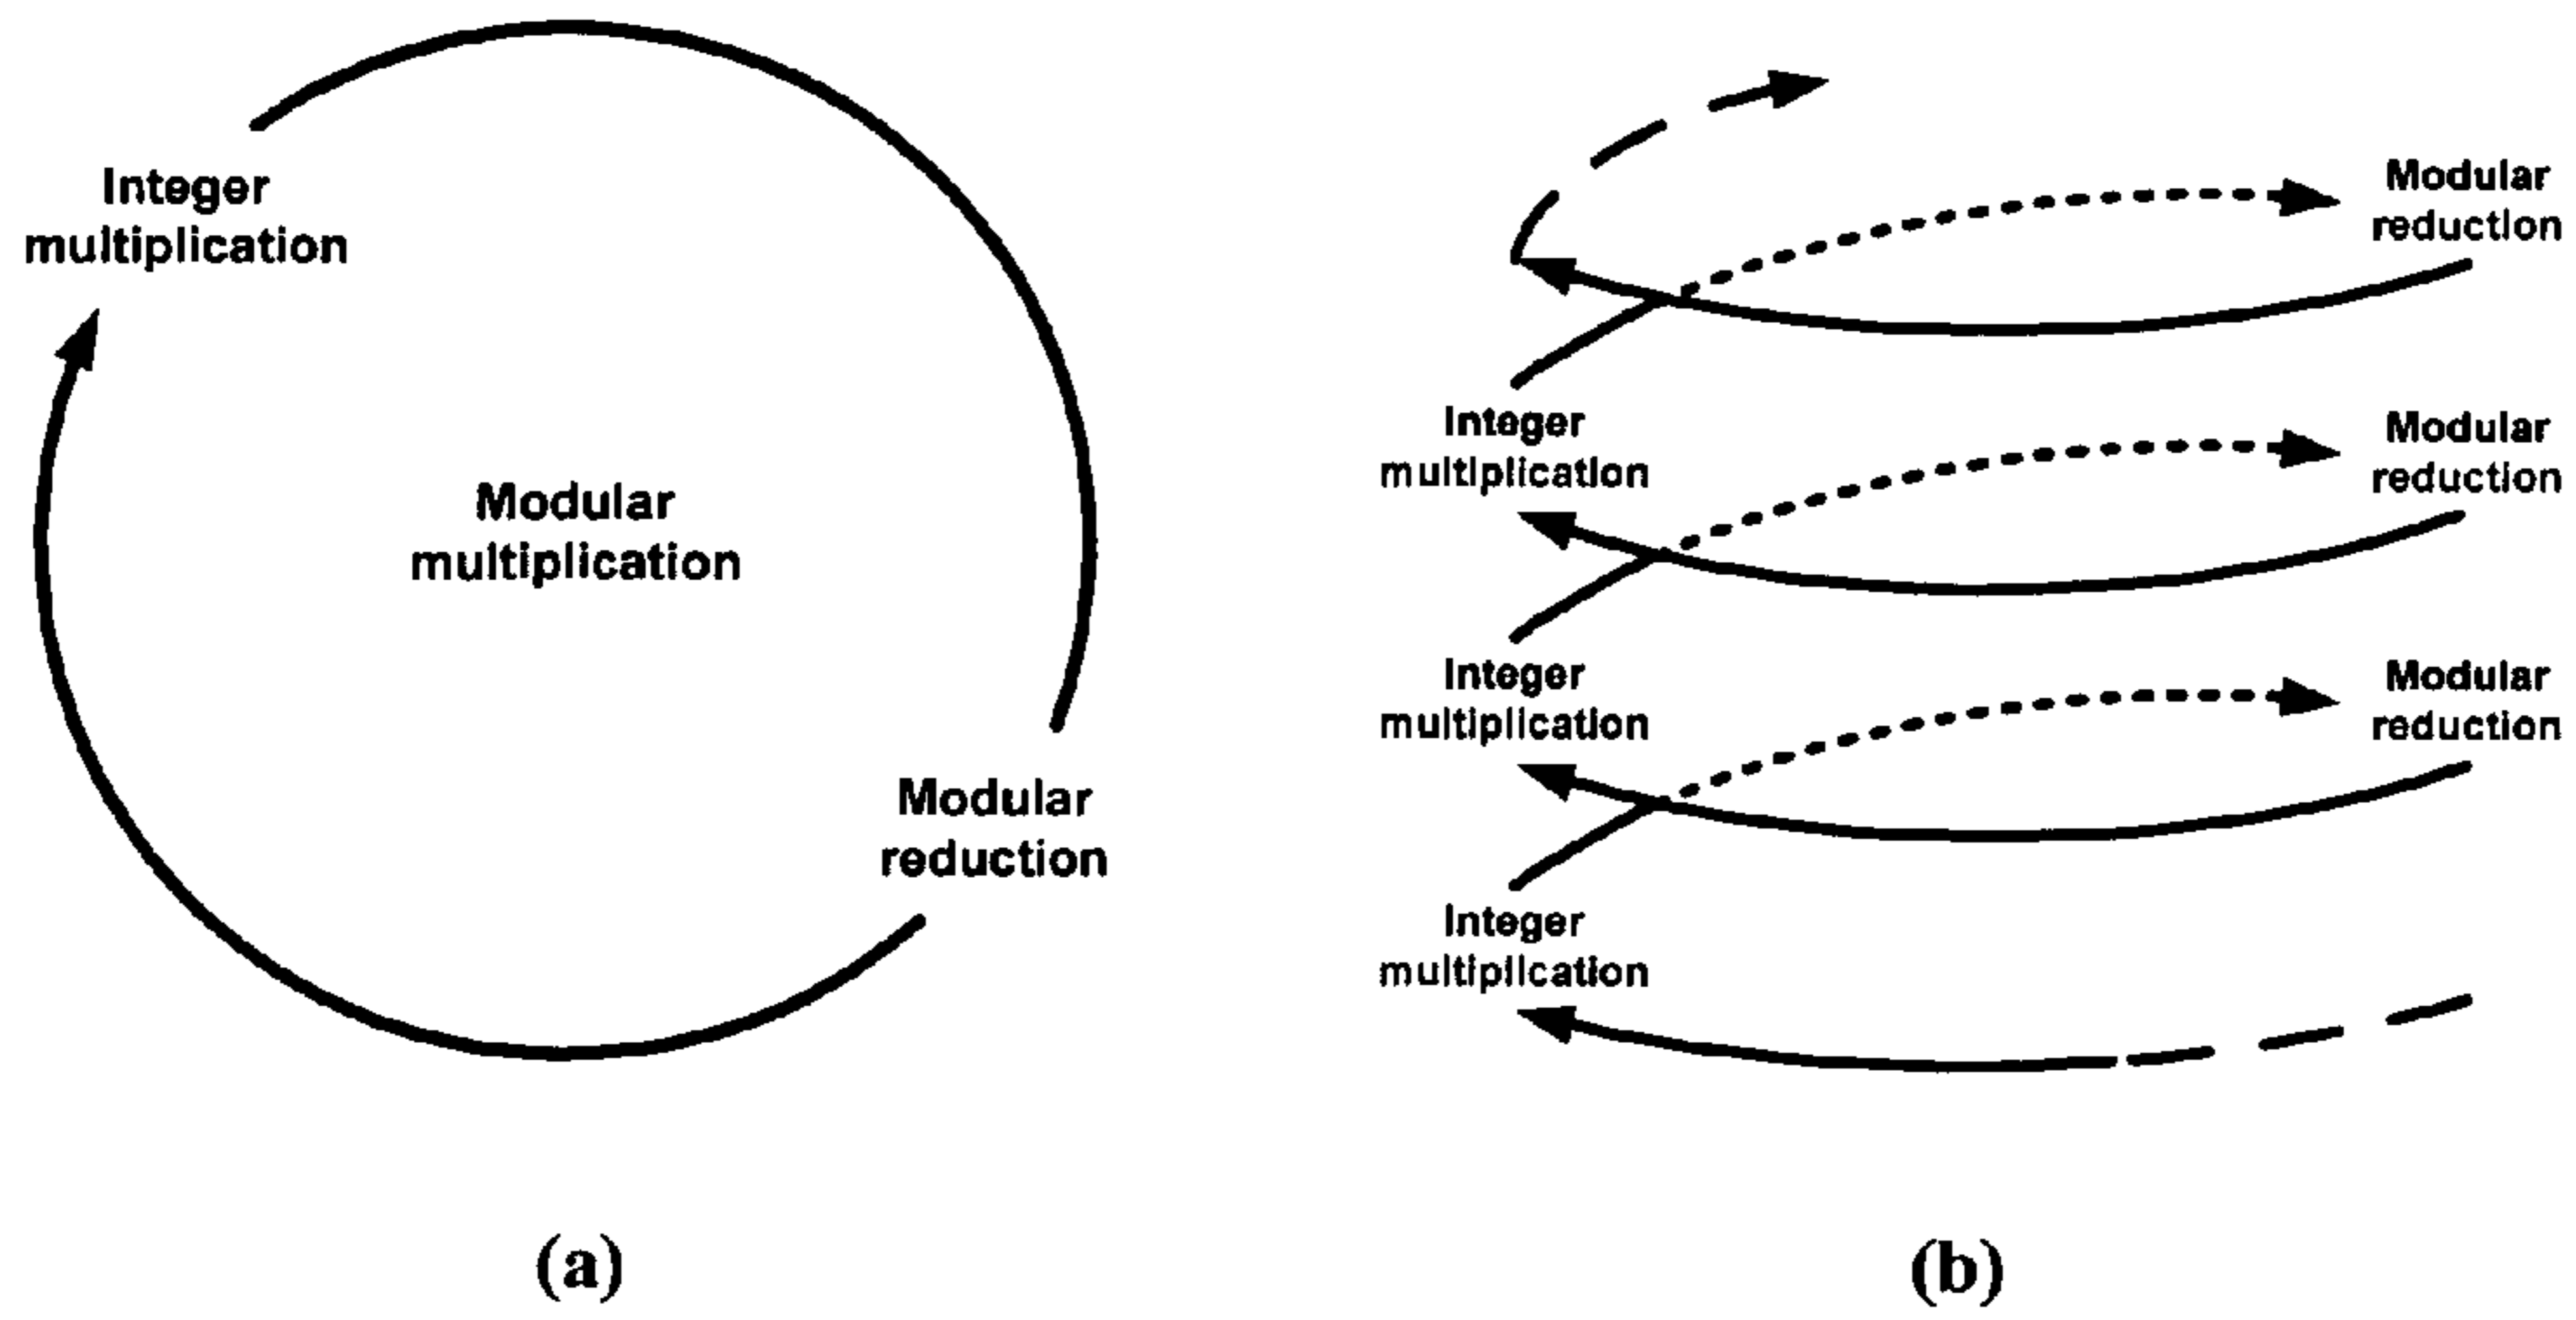 Integer
multiplication
Modular
multiplication
Modular
reduction
(a)
Modular
reduction
Integer
multiplication
Modular
reduction
Integer
multiplication
Modular
reduction
Integer
multiplication
(b)